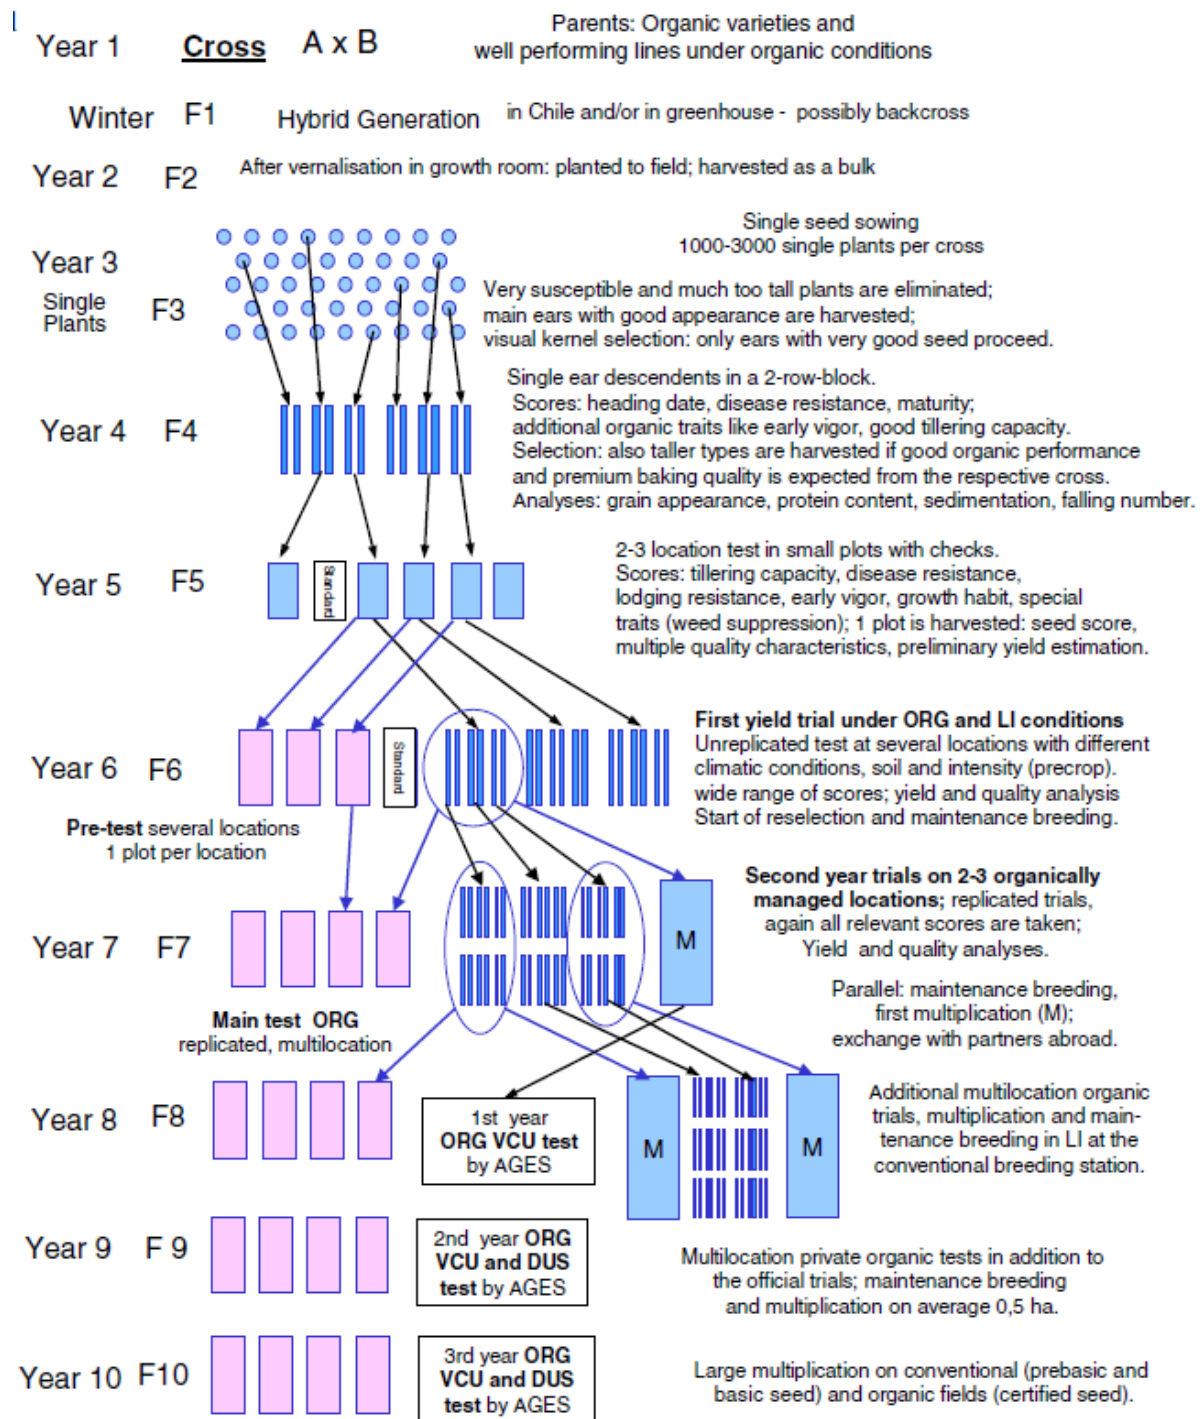 Year 1 Cross A x B
Parents: Organic varieties and
well performing lines under organic conditions
Winter F1 Hybrid Generation in Chile and/or in greenhouse - possibly backcross
Year 2 F2 After vernalisation in growth room: planted to field; harvested as a bulk
Single seed sowing
1000-3000 single plants per cross
Year 3
Single
Plants
F3
Very susceptible and much too tall plants are eliminated;
main ears with good appearance are harvested;
visual kernel selection: only ears with very good seed proceed.
Year 4 F4
Single ear descendents in a 2-row-block.
Scores: heading date, disease resistance, maturity;
additional organic traits like early vigor, good tillering capacity.
Selection: also taller types are harvested if good organic performance
and premium baking quality is expected from the respective cross.
Analyses: grain appearance, protein content, sedimentation, falling number.
Year 5 F5
Standard
2-3 location test in small plots with checks.
Scores: tillering capacity, disease resistance,
lodging resistance, early vigor, growth habit, special
traits (weed suppression); 1 plot is harvested: seed score,
multiple quality characteristics, preliminary yield estimation.
Year 6 F6
Standard
First yield trial under ORG and LI conditions
Unreplicated test at several locations with different
climatic conditions, soil and intensity (precrop).
wide range of scores; yield and quality analysis
Start of reselection and maintenance breeding.
Pre-test several locations
1 plot per location
Year 7 F7
M
Second year trials on 2-3 organically
managed locations; replicated trials,
again all relevant scores are taken;
Yield and quality analyses.
Parallel: maintenance breeding,
first multiplication (M);
exchange with partners abroad.
Main test ORG
replicated, multilocation
Year 8 F8
1st year
ORG VCU test
by AGES
M
M
Additional multilocation organic
trials, multiplication and main-
tenance breeding in LI at the
conventional breeding station.
Year 9 F 9
2nd year ORG
VCU and DUS
test by AGES
Multilocation private organic tests in addition to
the official trials; maintenance breeding
and multiplication on average 0,5 ha.
Year 10 F10
3rd year ORG
VCU and DUS
test by AGES
Large multiplication on conventional (prebasic and
basic seed) and organic fields (certified seed).